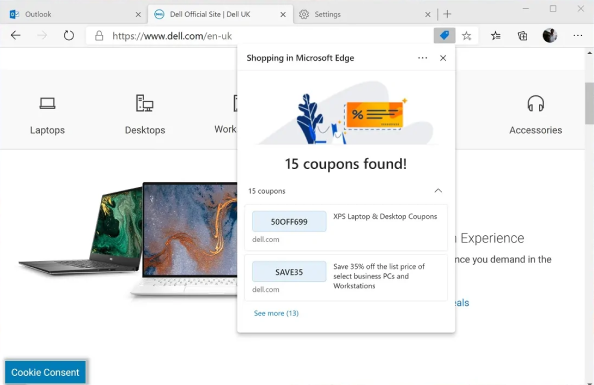 Outlook
Dell Official Site | Dell UK
Settings
https://www.dell.com/en-uk
Shopping in Microsoft Edge
Laptops
Desktops
Accessories
%
15 coupons found!
15 coupons
50OFF699
XPS Laptop & Desktop Coupons
dell.com
SAVE35
Save 35% off the list price of
select business PCs and
Workstations
dell.com
See more (13)
Experience
you demand in the
Cookie Consent